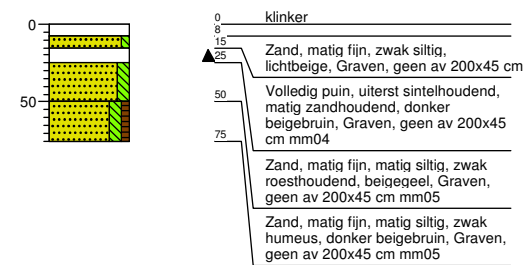 0
50
0
8
15
25
50
75
klinker
Zand, matig fijn, zwak siltig,
lichtbeige, Graven, geen av 200x45 cm
Volledig puin, uiterst sintelhoudend,
matig zandhoudend, donker
beigebruin, Graven, geen av 200x45
cm mm04
Zand, matig fijn, matig siltig, zwak
roesthoudend, beigegeel, Graven,
geen av 200x45 cm mm05
Zand, matig fijn, matig siltig, zwak
humeus, donker beigebruin, Graven,
geen av 200x45 cm mm05